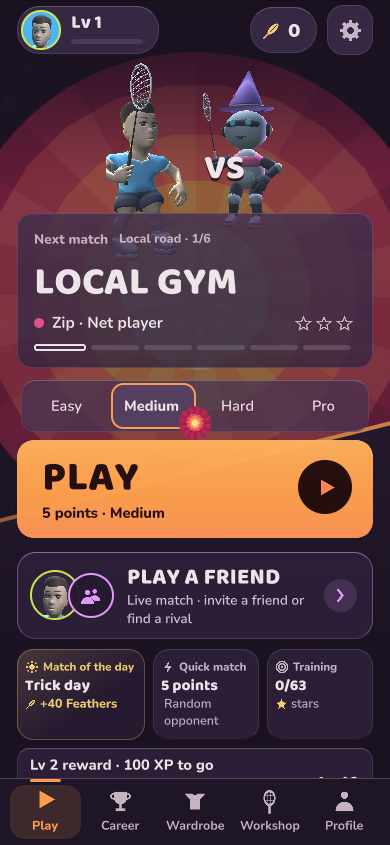 Lv 1
0
VS
Next match · Local road · 1/6
LOCAL GYM
Zip · Net player
Easy
Medium
Hard
Pro
PLAY
5 points · Medium
PLAY A FRIEND
Live match · invite a friend or
find a rival
Match of the day
Trick day
+40 Feathers
Quick match
5 points
Random
opponent
Training
0/63
stars
Lv 2 reward · 100 XP to go
Play
Career
Wardrobe
Workshop
Profile